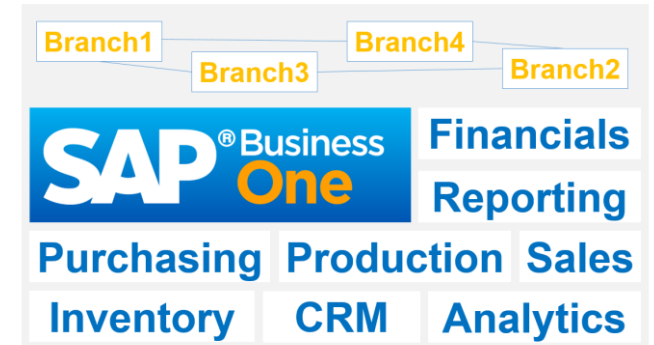 Branch1
Branch4
Branch3
Branch2
SAP® Business One
Financials
Reporting
Purchasing Production Sales
Inventory CRM Analytics